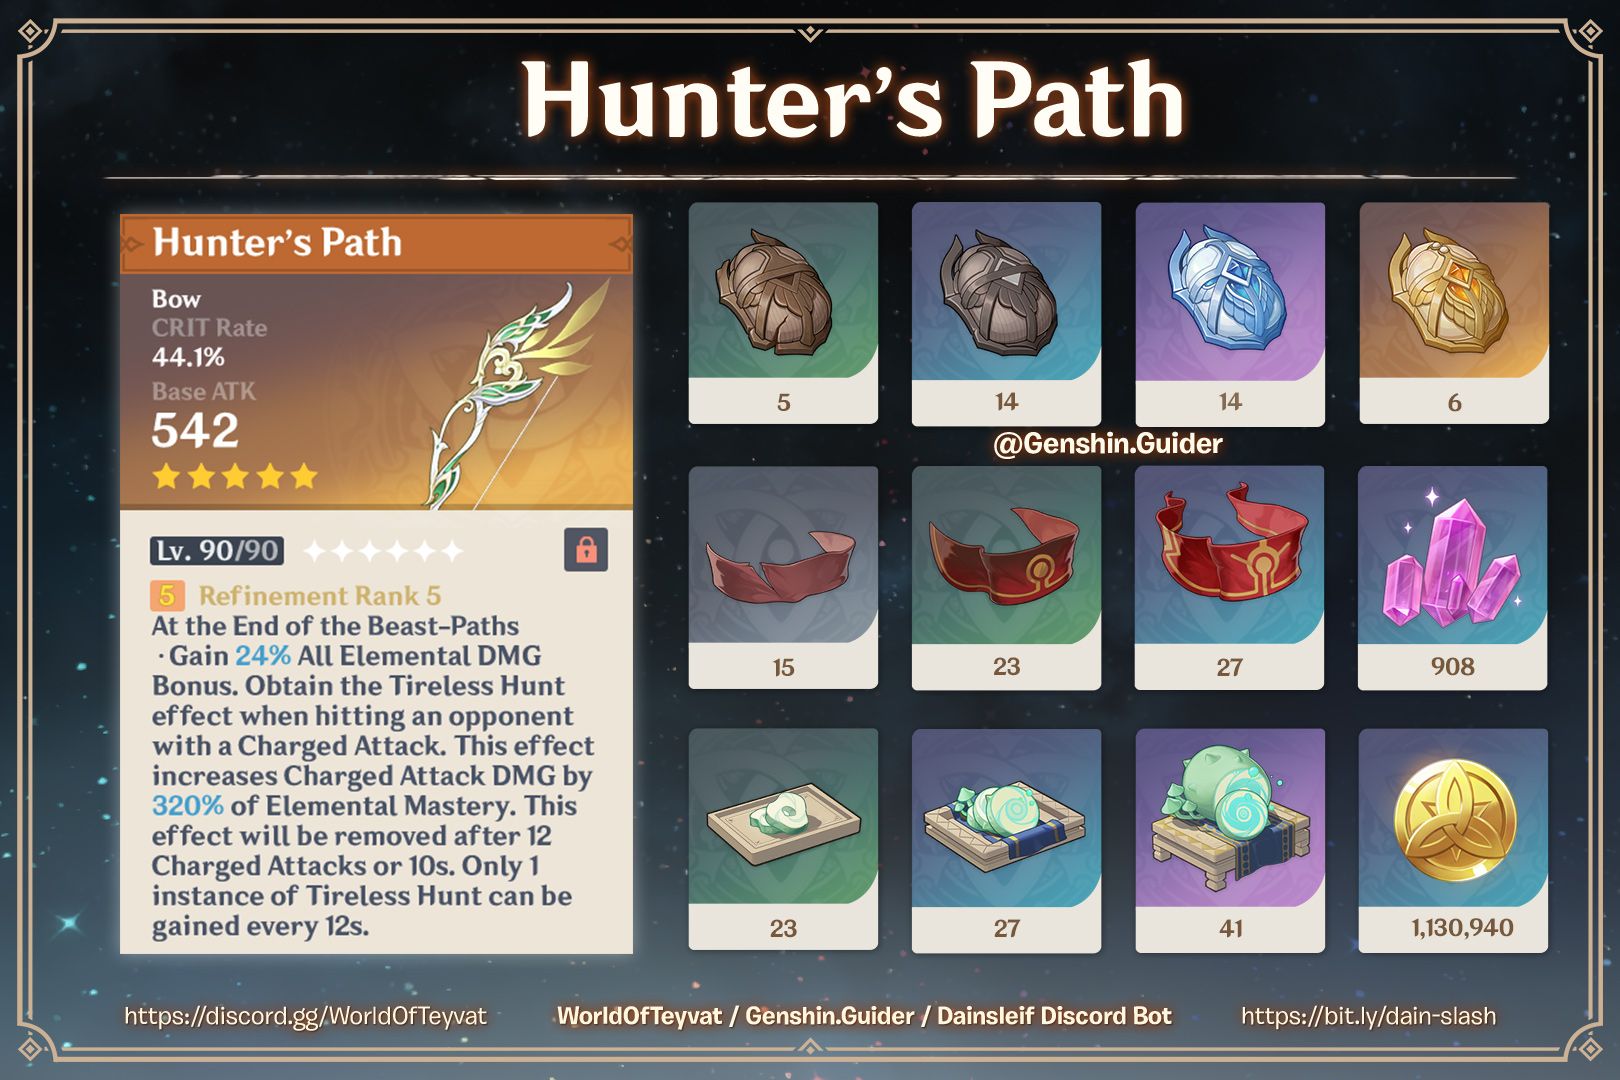 Hunter's Path
Hunter's Path
Bow
CRIT Rate
44.1%
Base ATK
542
Lv. 90/90
5 Refinement Rank 5
At the End of the Beast-Paths
· Gain 24% All Elemental DMG
Bonus. Obtain the Tireless Hunt
effect when hitting an opponent
with a Charged Attack. This effect
increases Charged Attack DMG by
320% of Elemental Mastery. This
effect will be removed after 12
Charged Attacks or 10s. Only 1
instance of Tireless Hunt can be
gained every 12s.
5
14
14
6
@Genshin.Guider
15
23
27
908
23
27
41
1,130,940
https://discord.gg/WorldOfTeyvat
WorldOfTeyvat / Genshin.Guider / Dainsleif Discord Bot
https://bit.ly/dain-slash